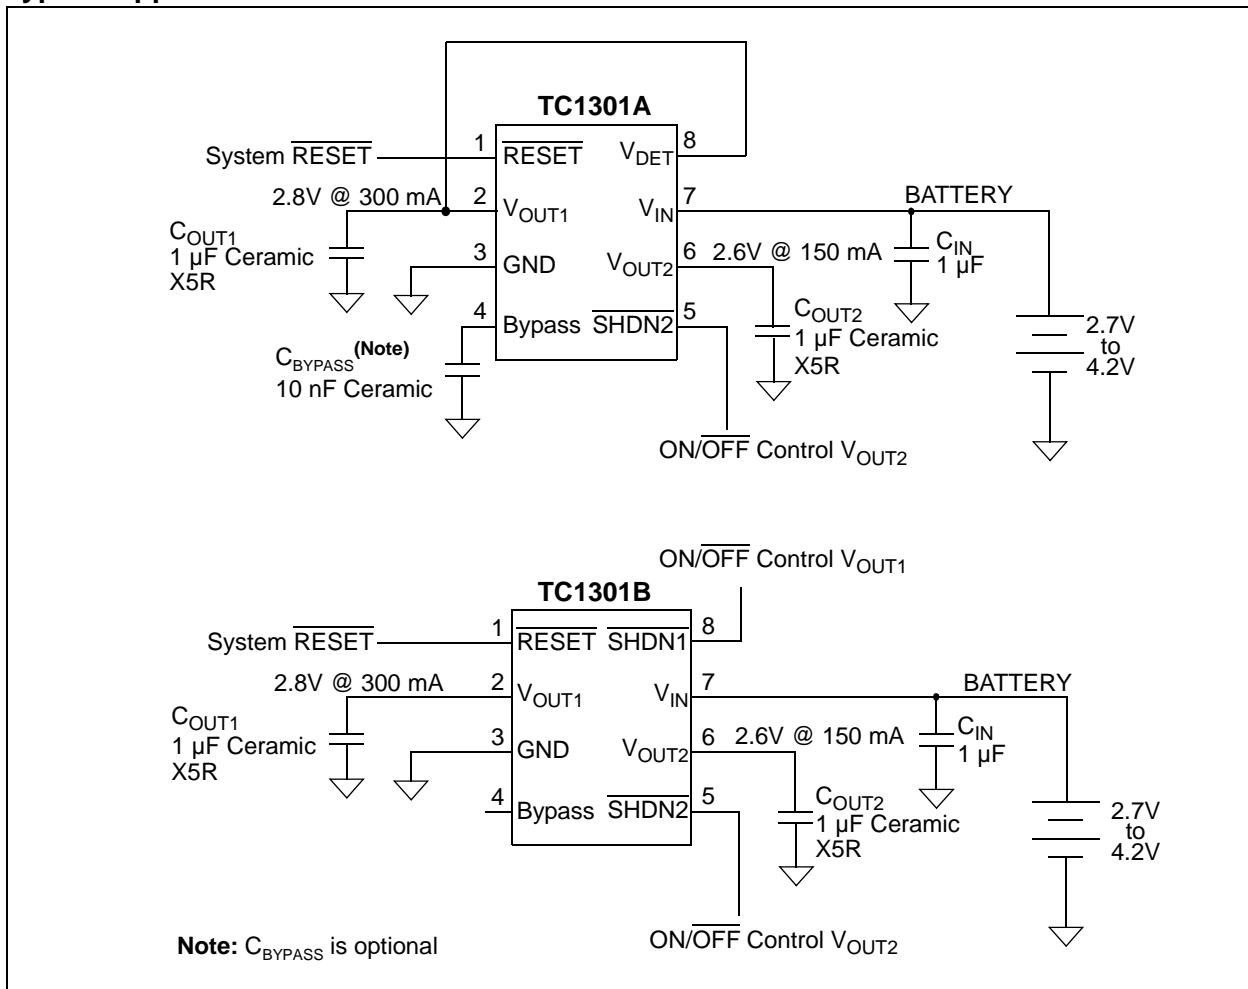 TC1301A
System RESET
1
RESET
VDET
8
2.8V @ 300 mA
2
VOUT1
VIN
7
BATTERY
COUT1
1 µF Ceramic
X5R
3
GND
VOUT2
6
2.6V @ 150 mA
CIN
1 µF
4
Bypass
SHDN2
5
COUT2
1 µF Ceramic
X5R
2.7V
to
4.2V
CBYPASS(Note)
10 nF Ceramic
ON/OFF Control VOUT2
ON/OFF Control VOUT1
TC1301B
System RESET
1
RESET
SHDN1
8
2.8V @ 300 mA
2
VOUT1
VIN
7
BATTERY
COUT1
1 µF Ceramic
X5R
3
GND
VOUT2
6
2.6V @ 150 mA
CIN
1 µF
4
Bypass
SHDN2
5
COUT2
1 µF Ceramic
X5R
2.7V
to
4.2V
Note: CBYPASS is optional
ON/OFF Control VOUT2